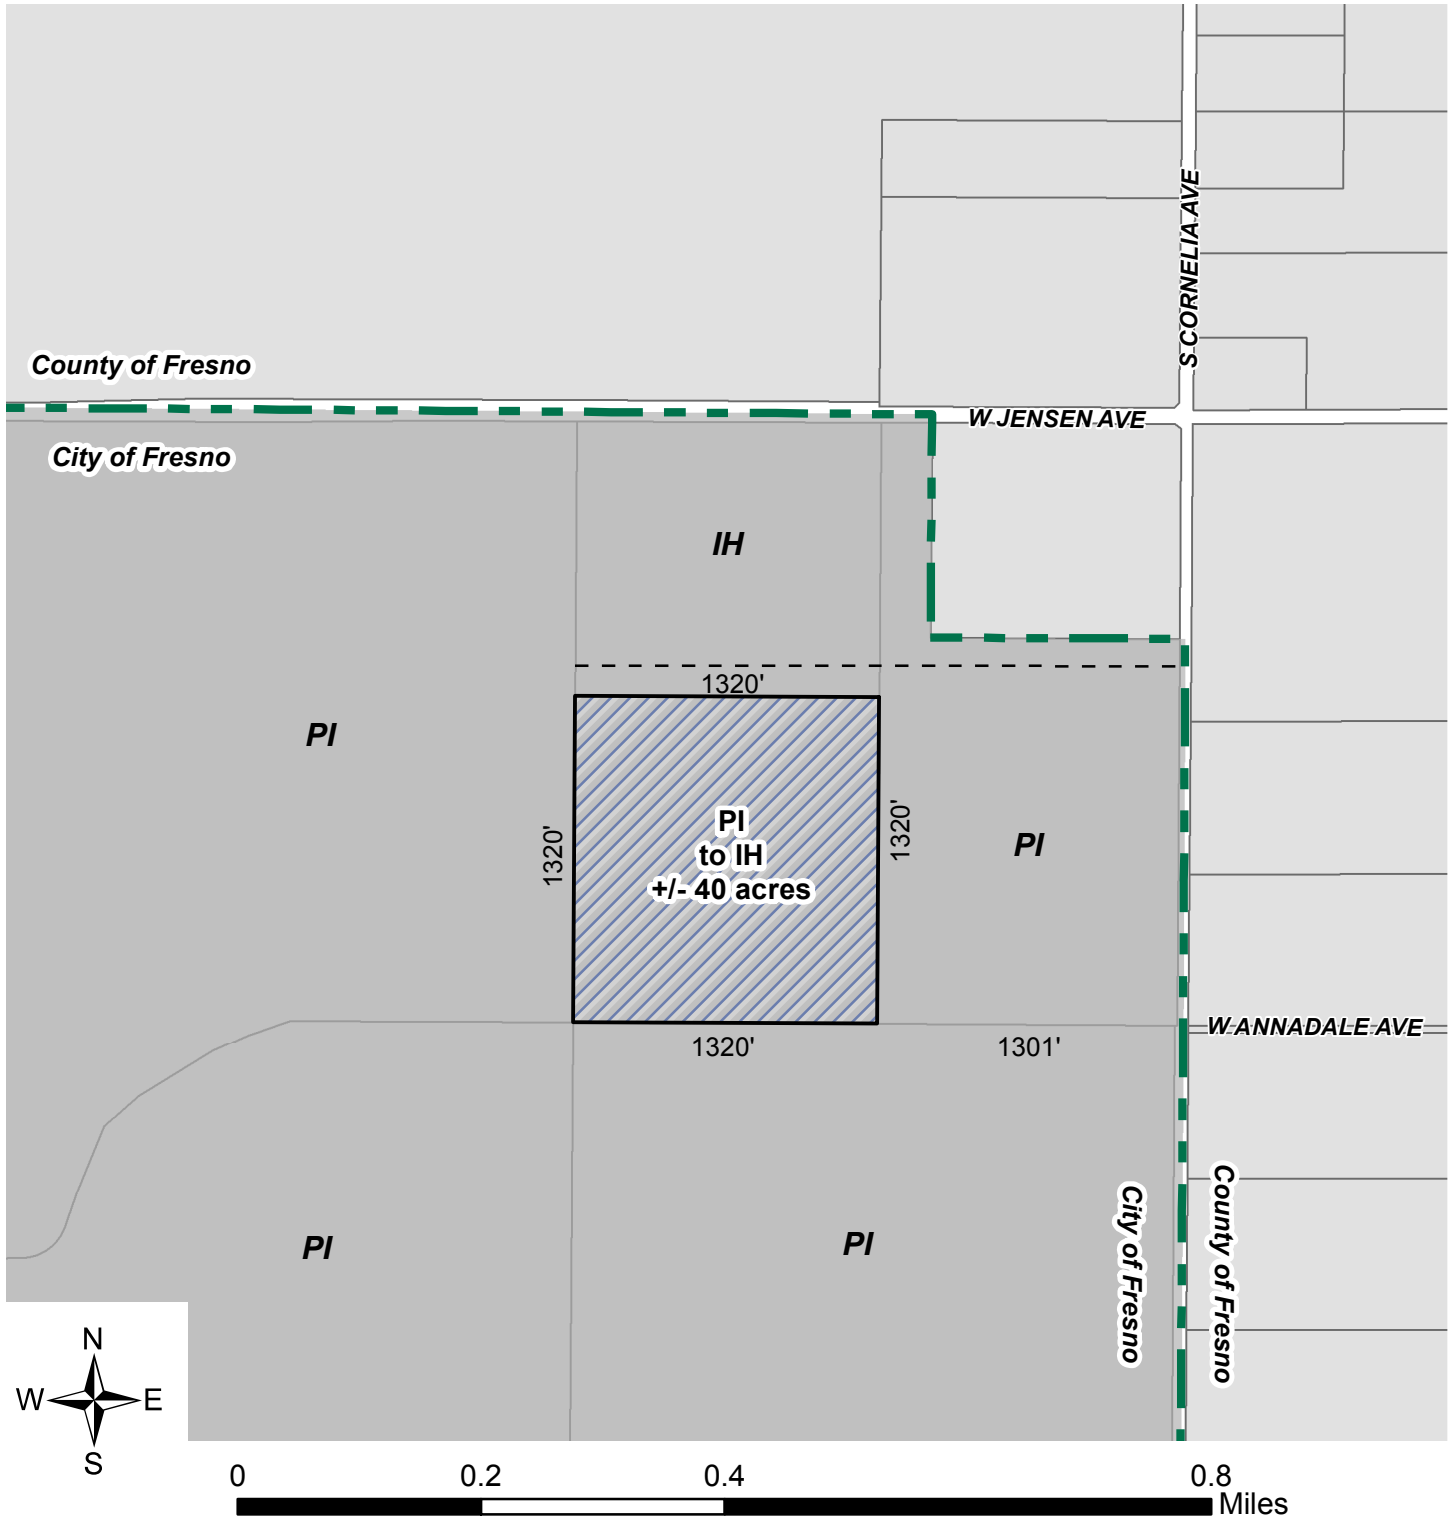 S CORNELIA AVE
County of Fresno
W JENSEN AVE
City of Fresno
IH
1320'
PI
1320'
PI
to IH
+/- 40 acres
1320'
PI
1320'
1301'
W ANNADALE AVE
PI
PI
City of Fresno
County of Fresno
N
W
E
S
0
0.2
0.4
0.8
Miles